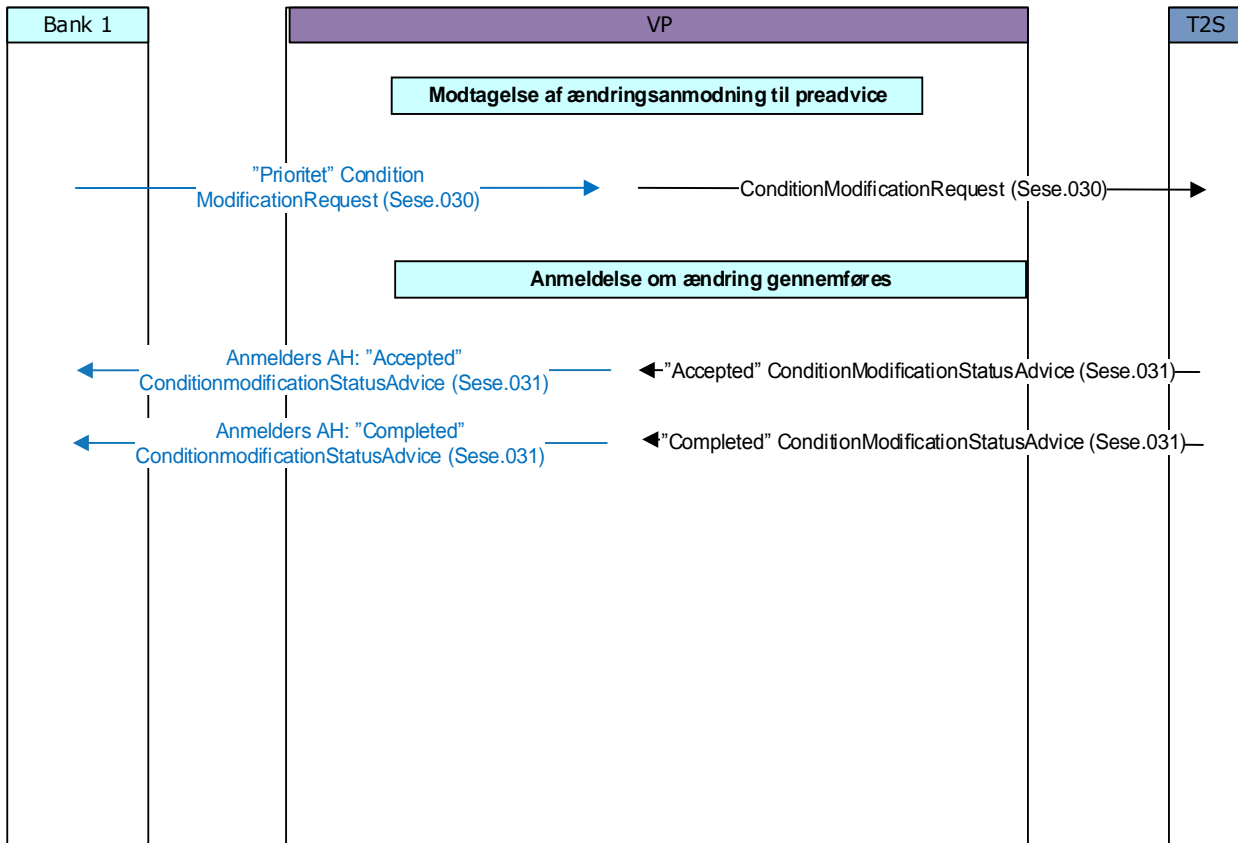 Bank 1
VP
T2S
Modtagelse af ændringsanmodning til preadvice
”Prioritet” Condition
ModificationRequest (Sese.030)
ConditionModificationRequest (Sese.030)
Anmeldelse om ændring gennemføres
Anmelders AH: ”Accepted”
ConditionmodificationStatusAdvice (Sese.031)
”Accepted” ConditionModificationStatusAdvice (Sese.031)
Anmelders AH: ”Completed”
ConditionmodificationStatusAdvice (Sese.031)
”Completed” ConditionModificationStatusAdvice (Sese.031)